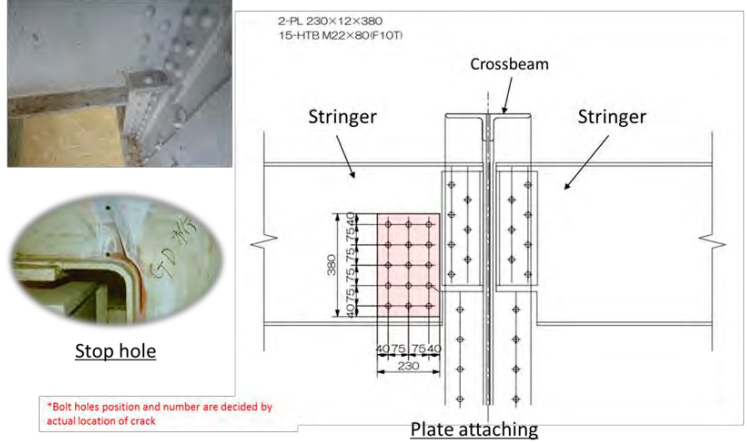 2-PL 230×12×380
15-HTB M22×80(F10T)
Crossbeam
Stringer
Stringer
40
75
75
75
75
40
380
40 75 75 40
230
Stop hole
*Bolt holes position and number are decided by
actual location of crack
Plate attaching